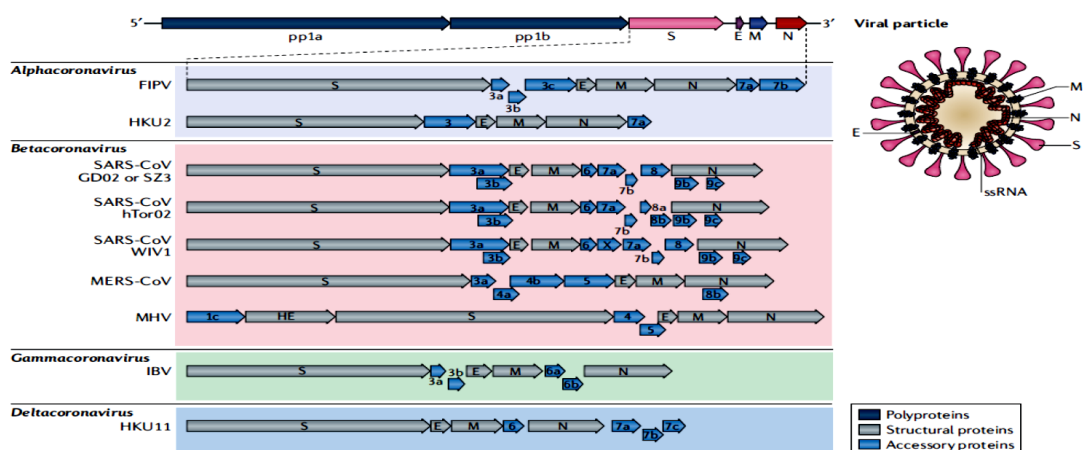 5′ 3′ Viral particle
pp1a pp1b S E M N
Alphacoronavirus
FIPV S 3a 3b 3c E M N 7a 7b
HKU2 S 3 E M N 7a
Betacoronavirus
SARS-CoV
GD02 or SZ3 S 3a 3b E M 6 7a 7b 8 N 9b 9c
SARS-CoV
hTor02 S 3a 3b E M 6 7a 7b 8a 8b N 9b 9c
SARS-CoV
WIV1 S 3a 3b E M 6 X 7a 7b 8 N 9b 9c
MERS-CoV S 3a 4a 4b 5 E M N 8b
MHV 1c HE S 4 5 E M N
Gammacoronavirus
IBV S 3a 3b E M 6a 6b N
Deltacoronavirus
HKU11 S E M 6 N 7a 7b 7c
M
N
E
S
ssRNA
Polyproteins
Structural proteins
Accessory proteins